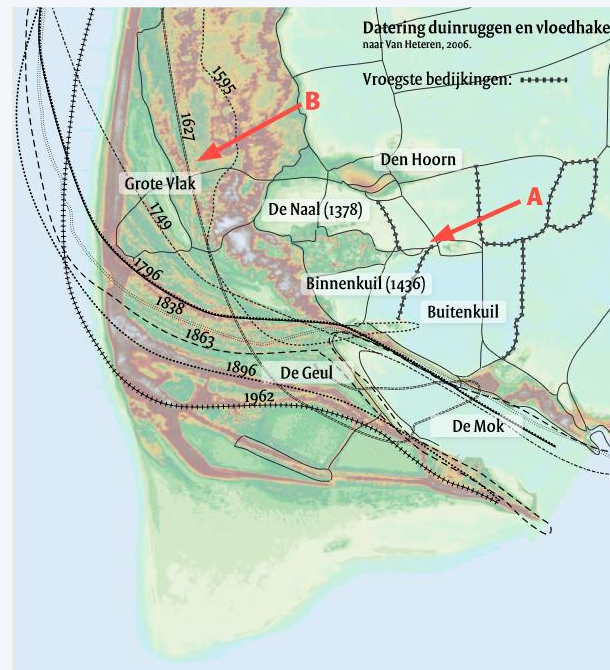 Datering duinruggen en vloedhake
naar Van Heteren, 2006.
Vroegste bedijkingen:
1595
B
1627
Den Hoorn
Grote Vlak
A
De Naal (1378)
1749
1796
Binnenkuil (1436)
1838
Buitenkuil
1863
1896
De Geul
1962
De Mok